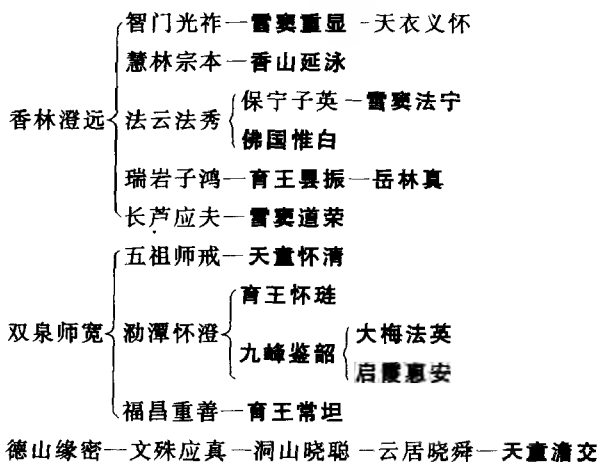 智门光祚—雪窦重显—天衣义怀
慧林宗本—香山延泳
香林澄远
法云法秀
保宁子英—雪窦法宁
佛国惟白
瑞岩子鸿—育王昙振—岳林真
长芦应夫—雪窦道荣
五祖师戒—天童怀清
双泉师宽
泐潭怀澄
育王怀琏
九峰鉴韶
大梅法英
启霞惠安
福昌重善—育王常坦
德山缘密—文殊应真—洞山晓聪—云居晓舜—天童澹交